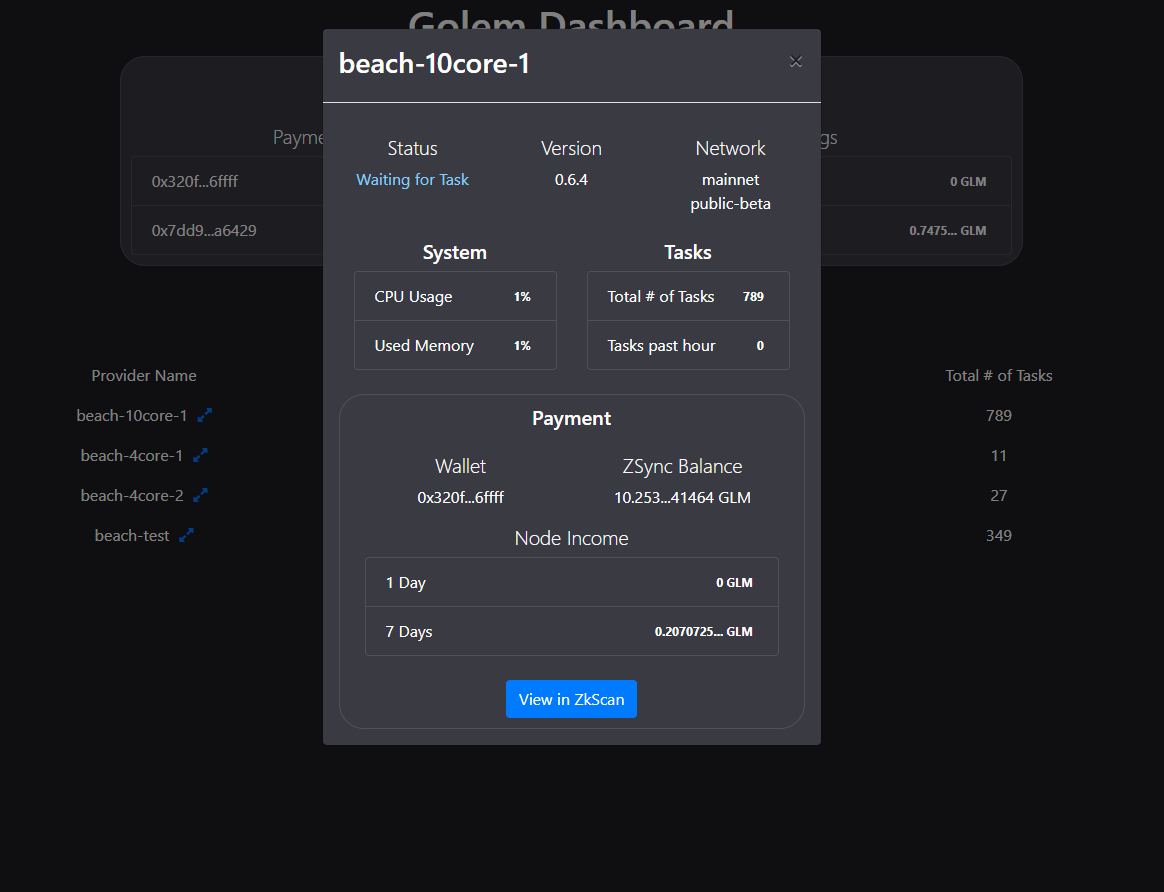 Golem Dashboard
beach-10core-1 ×
Status Version Network
Waiting for Task 0.6.4 mainnet
public-beta
System Tasks
CPU Usage 1% Total # of Tasks 789
Used Memory 1% Tasks past hour 0
Payment
Wallet ZSync Balance
0x320f...6ffff 10.253...41464 GLM
Node Income
1 Day 0 GLM
7 Days 0.2070725... GLM
View in ZkScan
0x320f...6ffff 0 GLM
0x7dd9...a6429 0.7475... GLM
Provider Name Total # of Tasks
beach-10core-1 789
beach-4core-1 11
beach-4core-2 27
beach-test 349